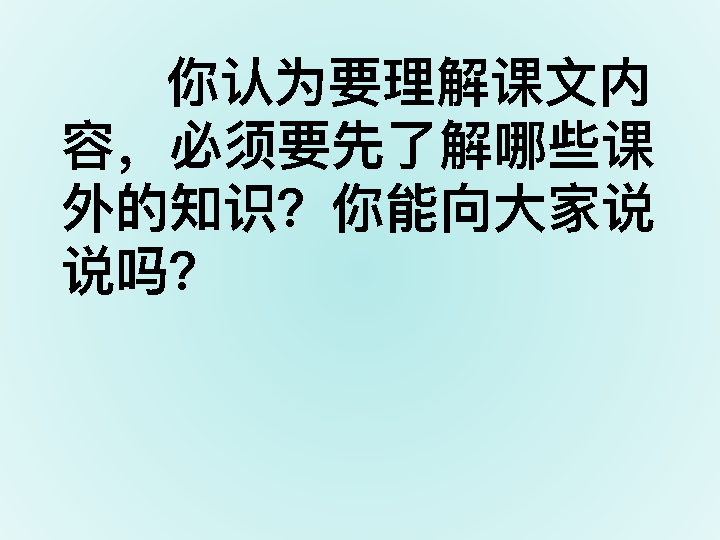 你认为要理解课文内
容，必须要先了解哪些课
外的知识？你能向大家说
说吗？